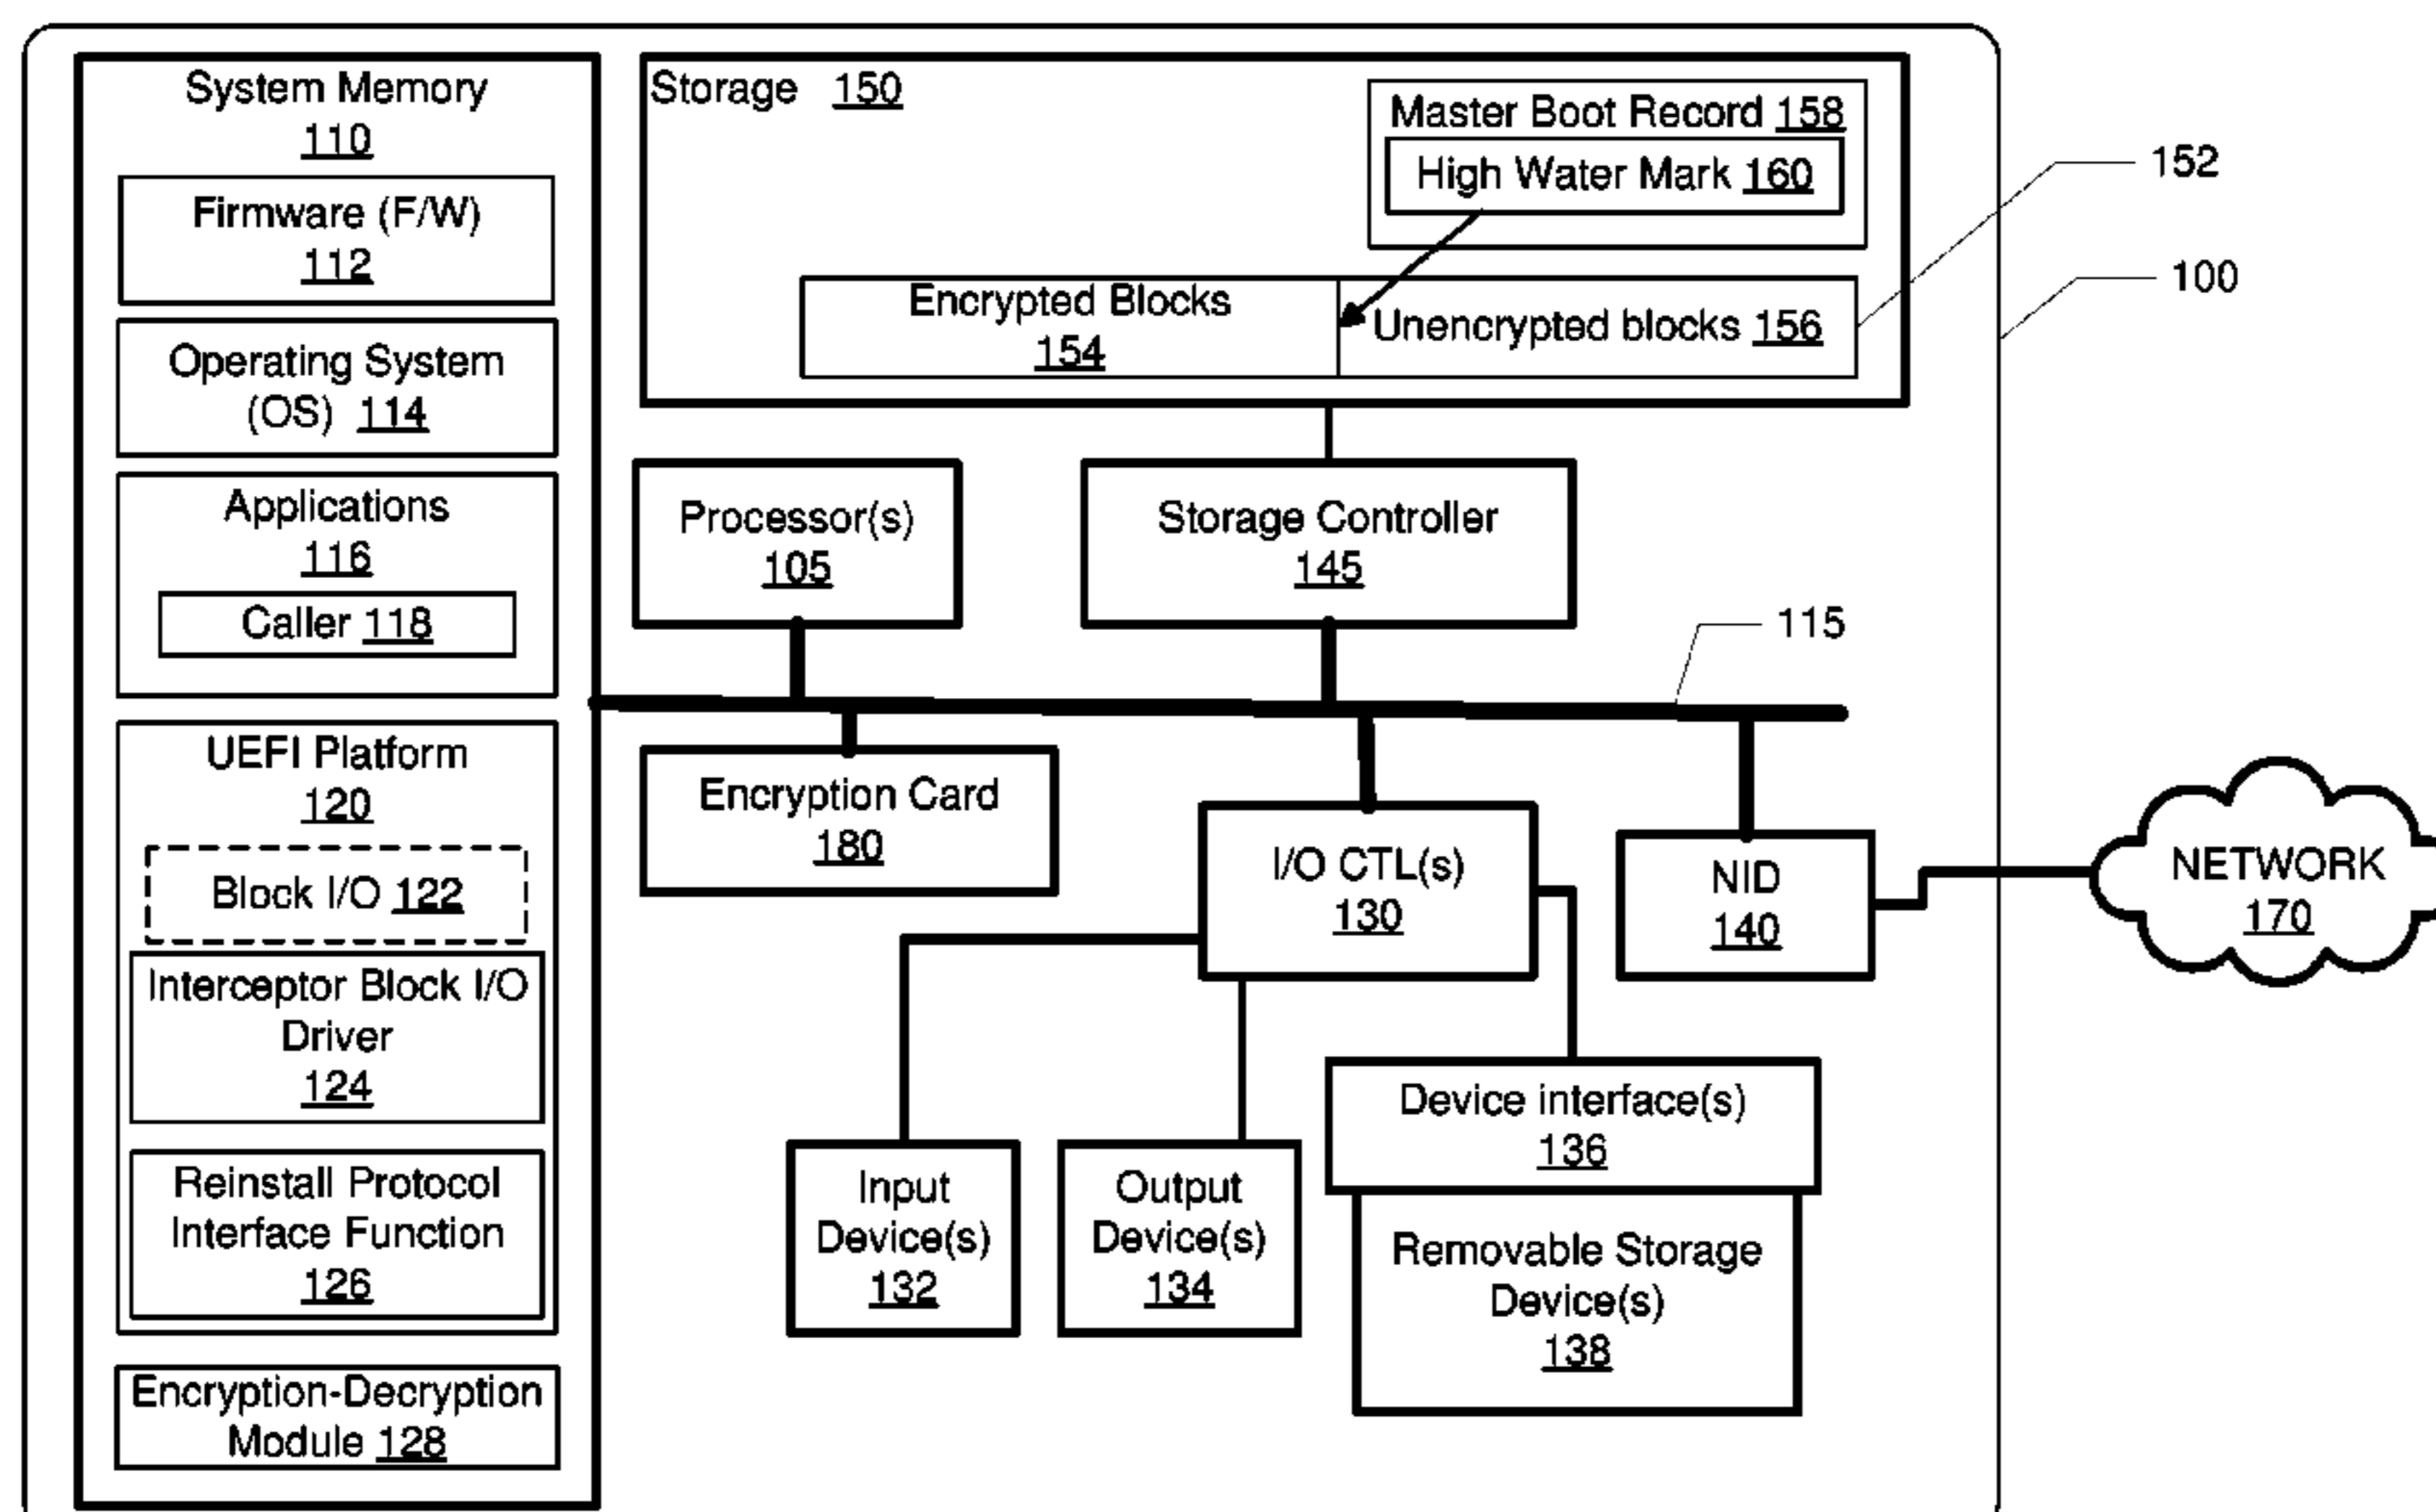 System Memory
110
Firmware (F/W)
112
Operating System
(OS) 114
Applications
116
Caller 118
UEFI Platform
120
Block I/O 122
Interceptor Block I/O
Driver
124
Reinstall Protocol
Interface Function
126
Encryption-Decryption
Module 128
Storage 150
Master Boot Record 158
High Water Mark 160
Encrypted Blocks
154
Unencrypted blocks 156
152
100
Processor(s)
105
Storage Controller
145
115
Encryption Card
180
I/O CTL(s)
130
NID
140
NETWORK
170
Input
Device(s)
132
Output
Device(s)
134
Device interface(s)
136
Removable Storage
Device(s)
138